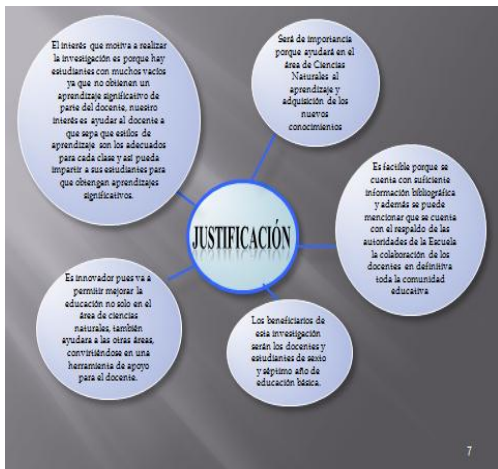 El interés que motiva a realizar
la investigación es porque hay
estudiantes con muchos vacíos
ya que no obtienen un
aprendizaje significativo de
parte del docente, nuestro
interés es ayudar al docente a
que sepa que estilos de
aprendizaje son los adecuados
para cada clase y así pueda
impartir a sus estudiantes para
que obtengan aprendizajes
significativos.
Será de importancia
porque ayudará en el
área de Ciencias
Naturales al
aprendizaje y
adquisición de los
nuevos
conocimientos
Es factible porque se
cuenta con suficiente
información bibliográfica
y además se puede
mencionar que se cuenta
con el respaldo de las
autoridades de la Escuela
la colaboración de los
docentes en definitiva
toda la comunidad
educativa
JUSTIFICACIÓN
Es innovador pues va a
permitir mejorar la
educación no solo en el
área de ciencias
naturales, también
ayudara a las otras áreas,
convirtiéndose en una
herramienta de apoyo
para el docente.
Los beneficiarios de
esta investigación
serán los docentes y
estudiantes de sexto
y séptimo año de
educación básica.
7